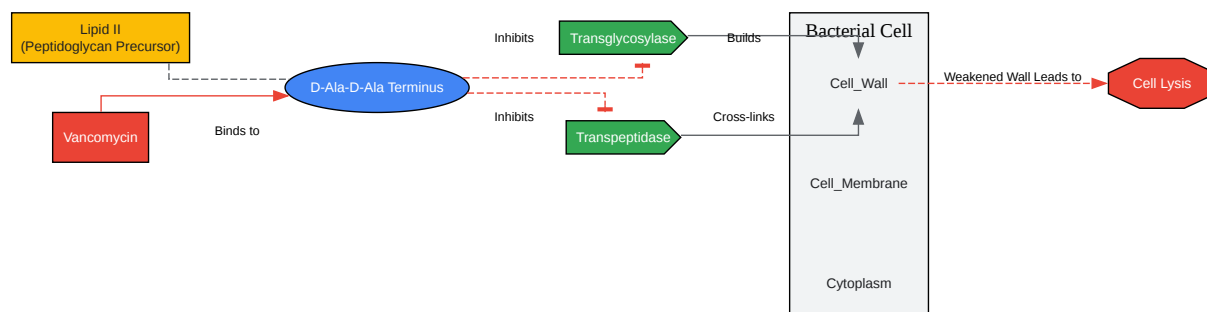 Lipid II
(Peptidoglycan Precursor)
Vancomycin
Binds to
D-Ala-D-Ala Terminus
Inhibits
Inhibits
Transglycosylase
Transpeptidase
Builds
Cross-links
Bacterial Cell
Cell_Wall
Cell_Membrane
Cytoplasm
Weakened Wall Leads to
Cell Lysis